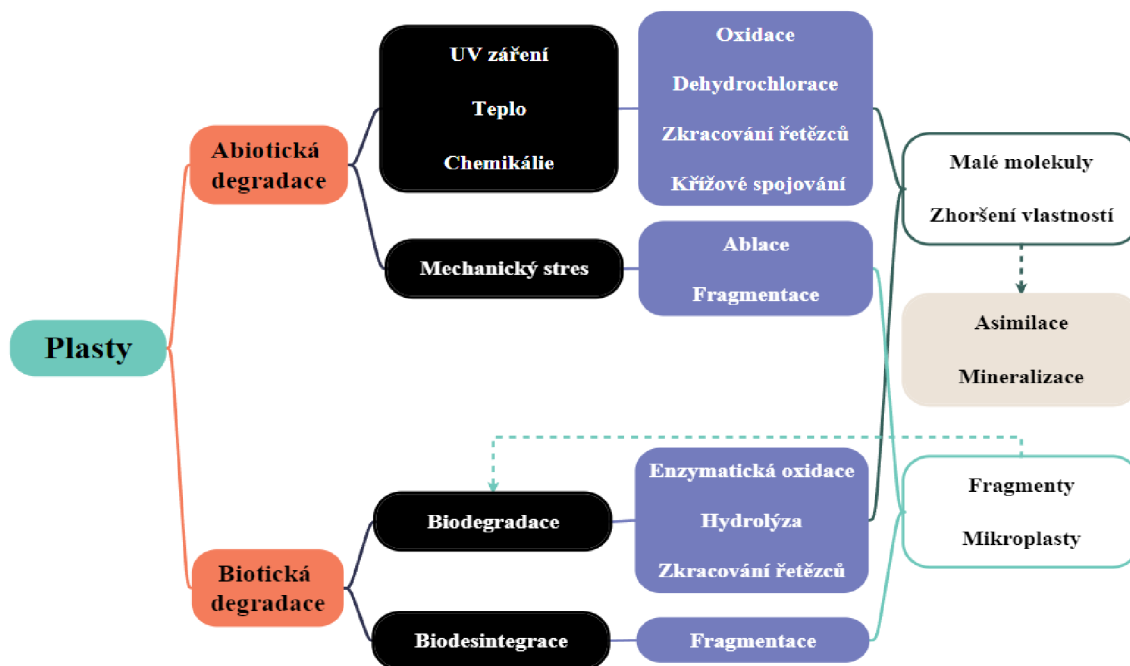 Plasty
Abiotická
degradace
UV záření
Teplo
Chemikálie
Oxidace
Dehydrochlorace
Zkracování řetězců
Křížové spojování
Mechanický stres
Ablace
Fragmentace
Malé molekuly
Zhoršení vlastností
Asimilace
Mineralizace
Biotická
degradace
Biodegradace
Enzymatická oxidace
Hydrolýza
Zkracování řetězců
Biodesintegrace
Fragmentace
Fragmenty
Mikroplasty